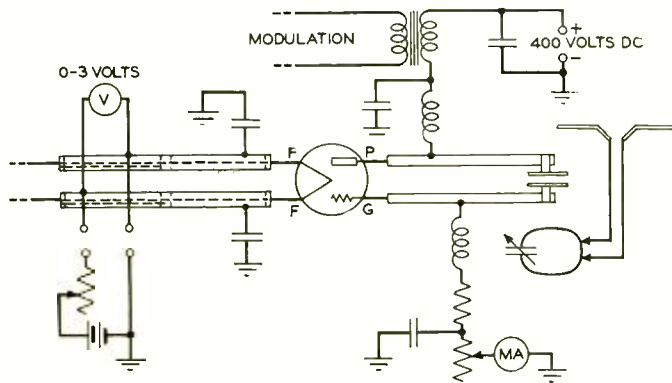 MODULATION
+
400 VOLTS DC
-
0-3 VOLTS
V
F
P
F
G
MA